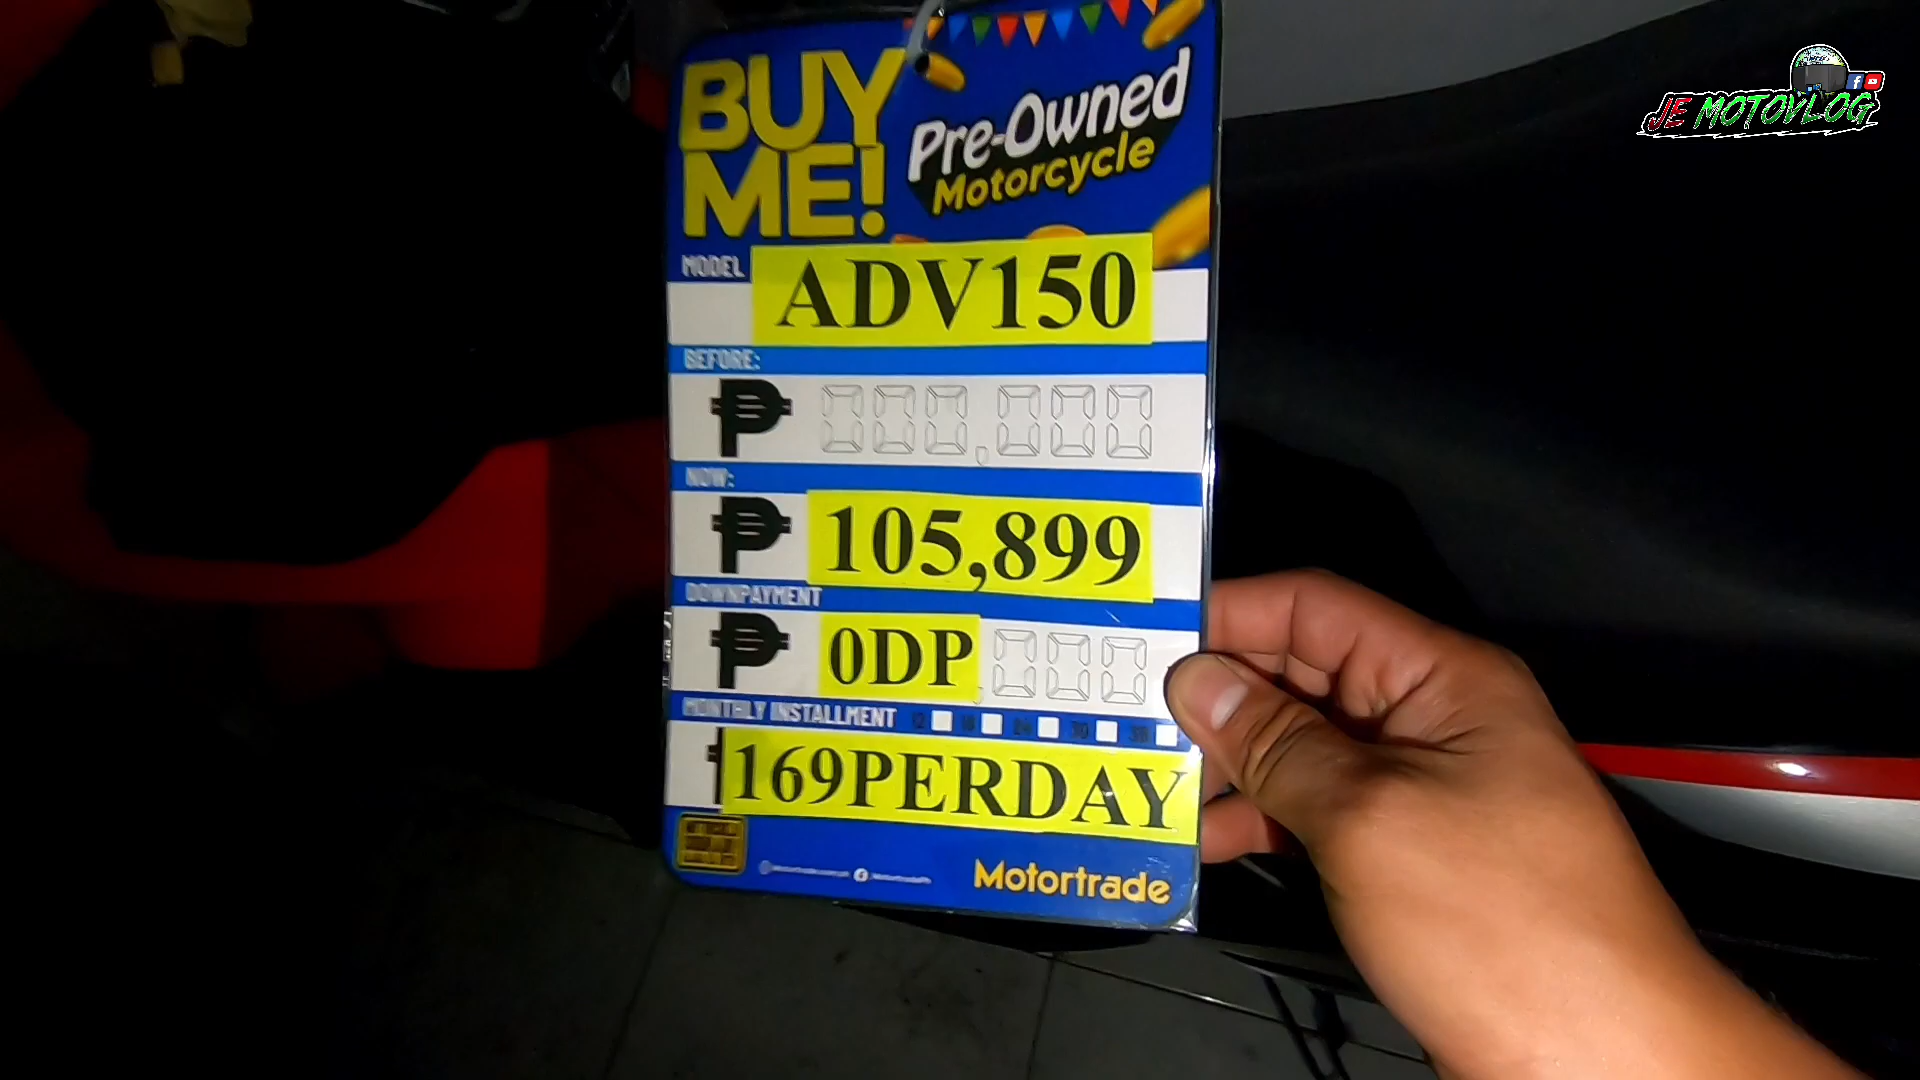 JE MOTOVLOG
BUY
ME!
Pre-Owned
Motorcycle
MODEL
ADV150
BEFORE:
₱
NOW:
₱ 105,899
DOWNPAYMENT
₱ 0DP
MONTHLY INSTALLMENT
169PERDAY
Motortrade